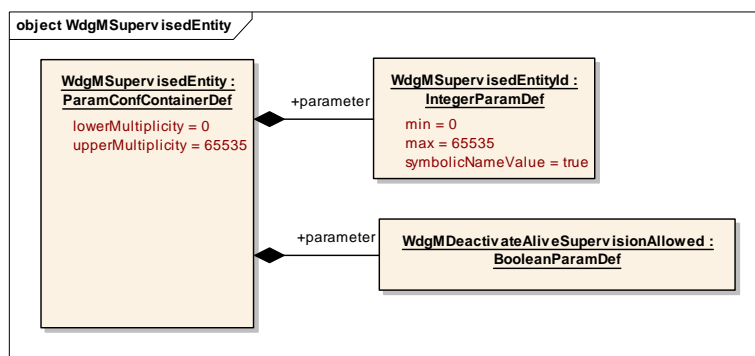 object WdgMSupervisedEntity
WdgMSupervisedEntity :
ParamConfContainerDef
lowerMultiplicity = 0
upperMultiplicity = 65535
+parameter
WdgMSupervisedEntityId :
IntegerParamDef
min = 0
max = 65535
symbolicNameValue = true
+parameter
WdgMDeactivateAliveSupervisionAllowed :
BooleanParamDef